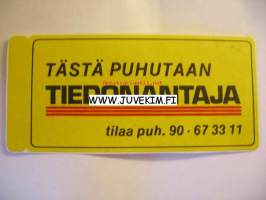 TÄSTÄ PUHUTAAN
TIEDONANTAJA
WWW.JUVEKIM.FI
tilaa puh. 90 - 67 33 11